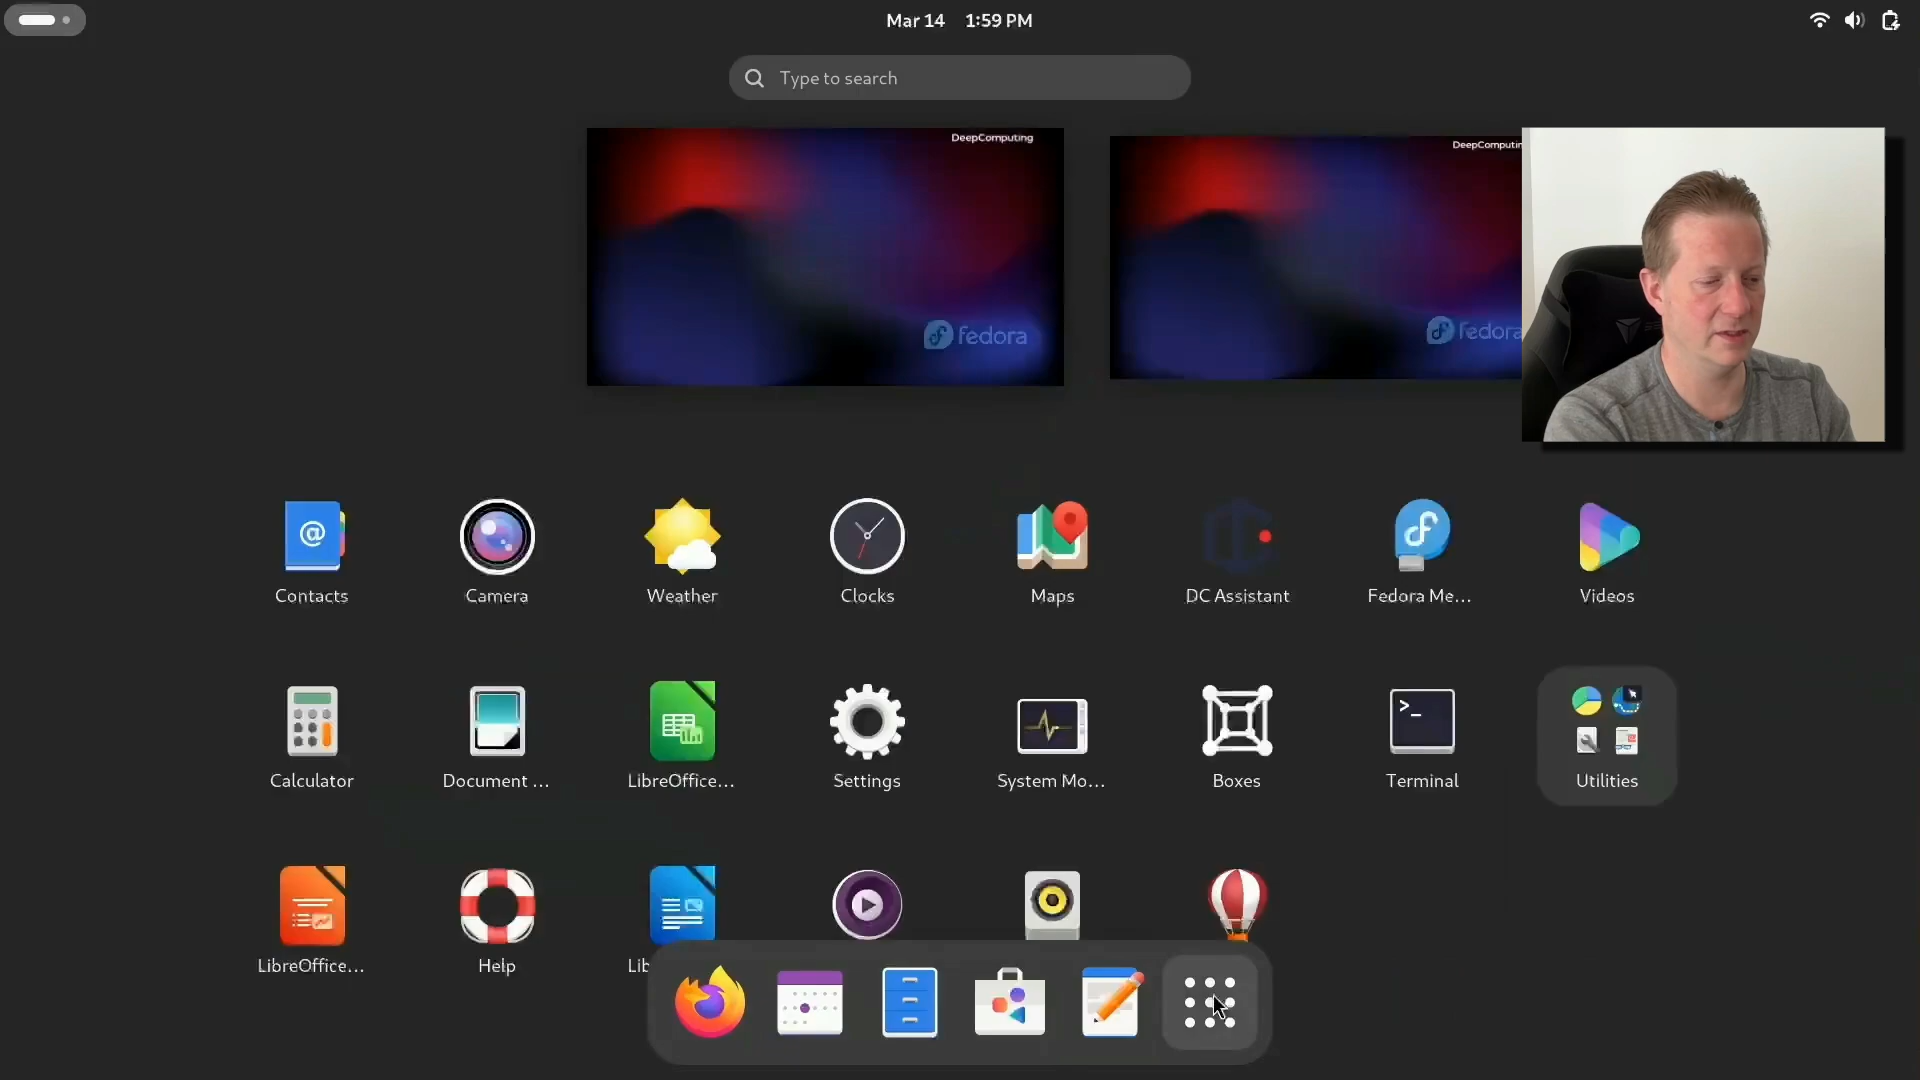 Mar 14 1:59 PM
Type to search
DeepComputing
fedora
DeepComputin
fedora
Contacts
Camera
Weather
Clocks
Maps
DC Assistant
Fedora Me...
Videos
Calculator
Document ...
LibreOffice...
Settings
System Mo...
Boxes
Terminal
Utilities
LibreOffice...
Help
Lib